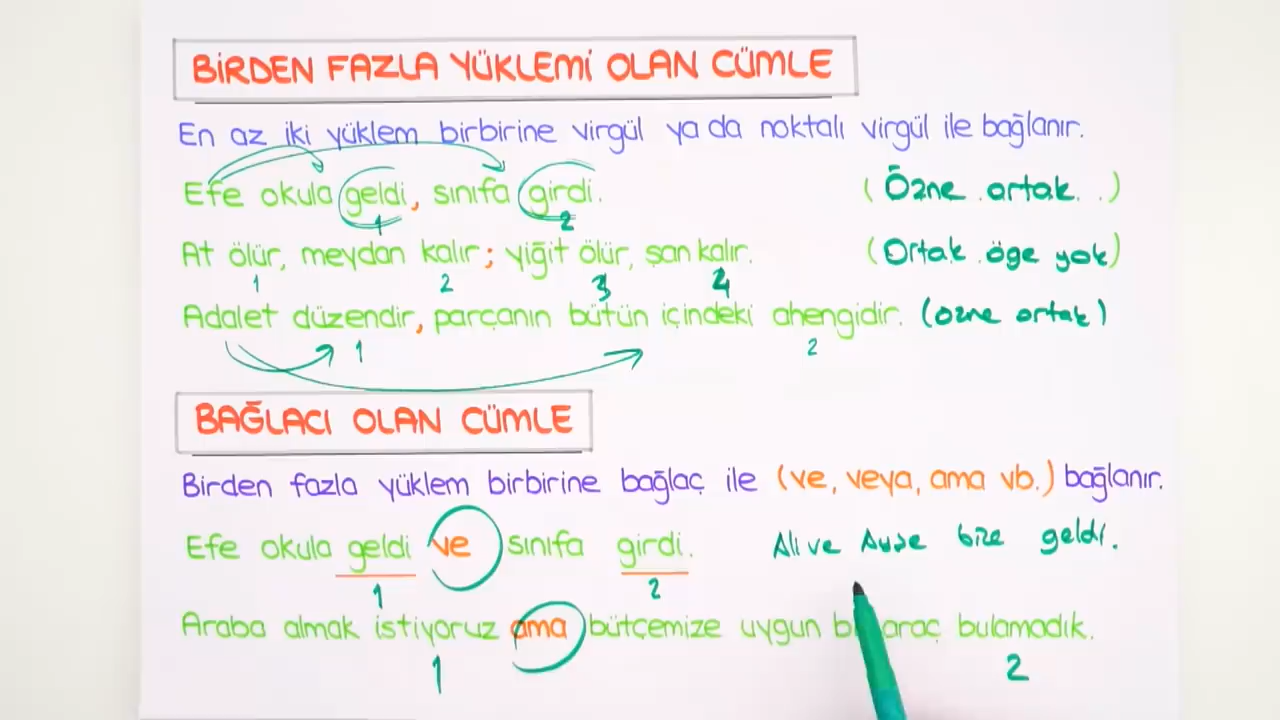 BİRDEN FAZLA YÜKLEMİ OLAN CÜMLE
En az iki yüklem birbirine virgül ya da noktalı virgül ile bağlanır.
Efe okula geldi, sınıfa girdi. (Özne ortak.)
1 2
At ölür, meydan kalır; yiğit ölür, şan kalır. (Ortak öge yok)
1 2 3 4
Adalet düzendir, parçanın bütün içindeki ahengidir. (özne ortak)
1 2
BAĞLACI OLAN CÜMLE
Birden fazla yüklem birbirine bağlaç ile (ve, veya, ama vb.) bağlanır.
Efe okula geldi ve sınıfa girdi. Ali ve Ayşe bize geldi.
1 2
Araba almak istiyoruz ama bütçemize uygun araç bulamadık.
1 2